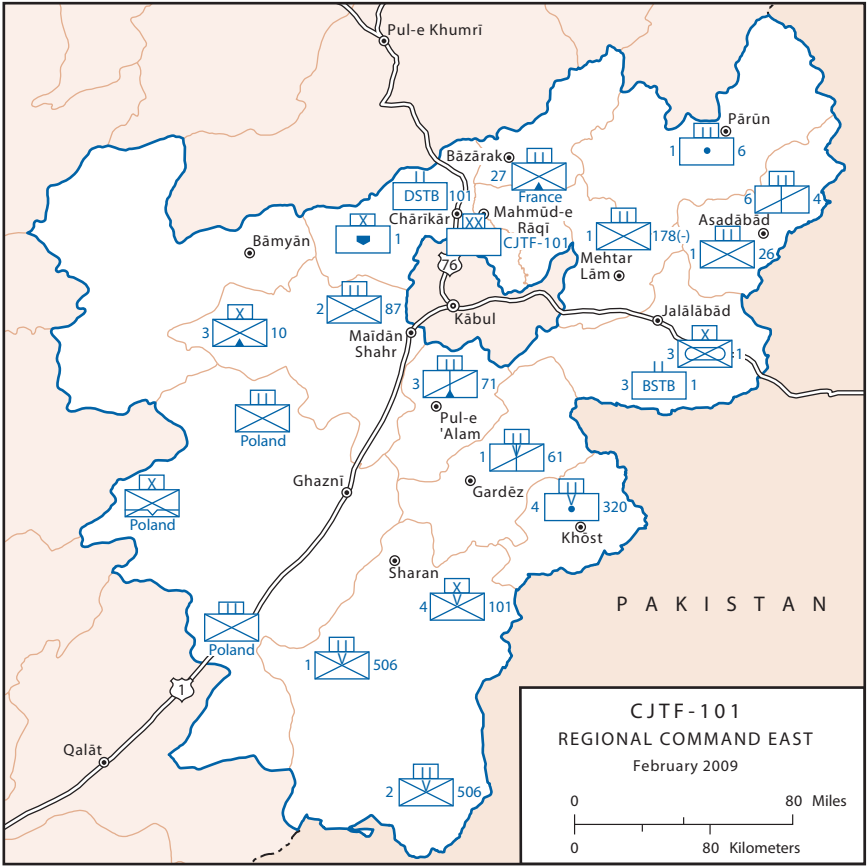 Pul-e Khumrī
Pārūn
1 6
Bāzārak
27
France
DSTB 101
6 4
Chārīkār
Mahmūd-e
Rāqī
Asadābād
X
1
XX
CJTF-101
1 178(-)
1 26
Bāmyān
76
Mehtar
Lām
2 87
Kābul
Jalālābād
X
3 10
Maīdān
Shahr
X
3 1
3 BSTB 1
3 71
Pul-e
'Alam
Poland
1 61
Ghaznī
Gardēz
X
Poland
4 320
Khōst
Sharan
X
4 101
PAKISTAN
Poland
1 506
1
Qalāt
2 506
CJTF-101
REGIONAL COMMAND EAST
February 2009
0 80 Miles
0 80 Kilometers